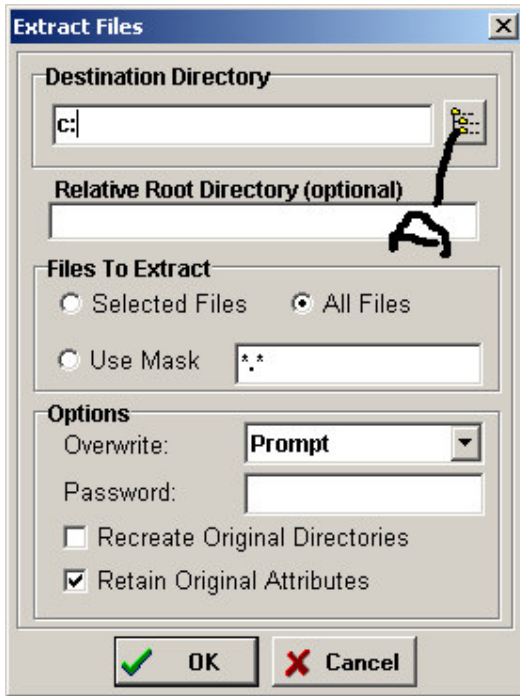 Extract Files
Destination Directory
c:
Relative Root Directory (optional)
A
Files To Extract
Selected Files All Files
Use Mask *.*
Options
Overwrite: Prompt
Password:
Recreate Original Directories
Retain Original Attributes
OK Cancel